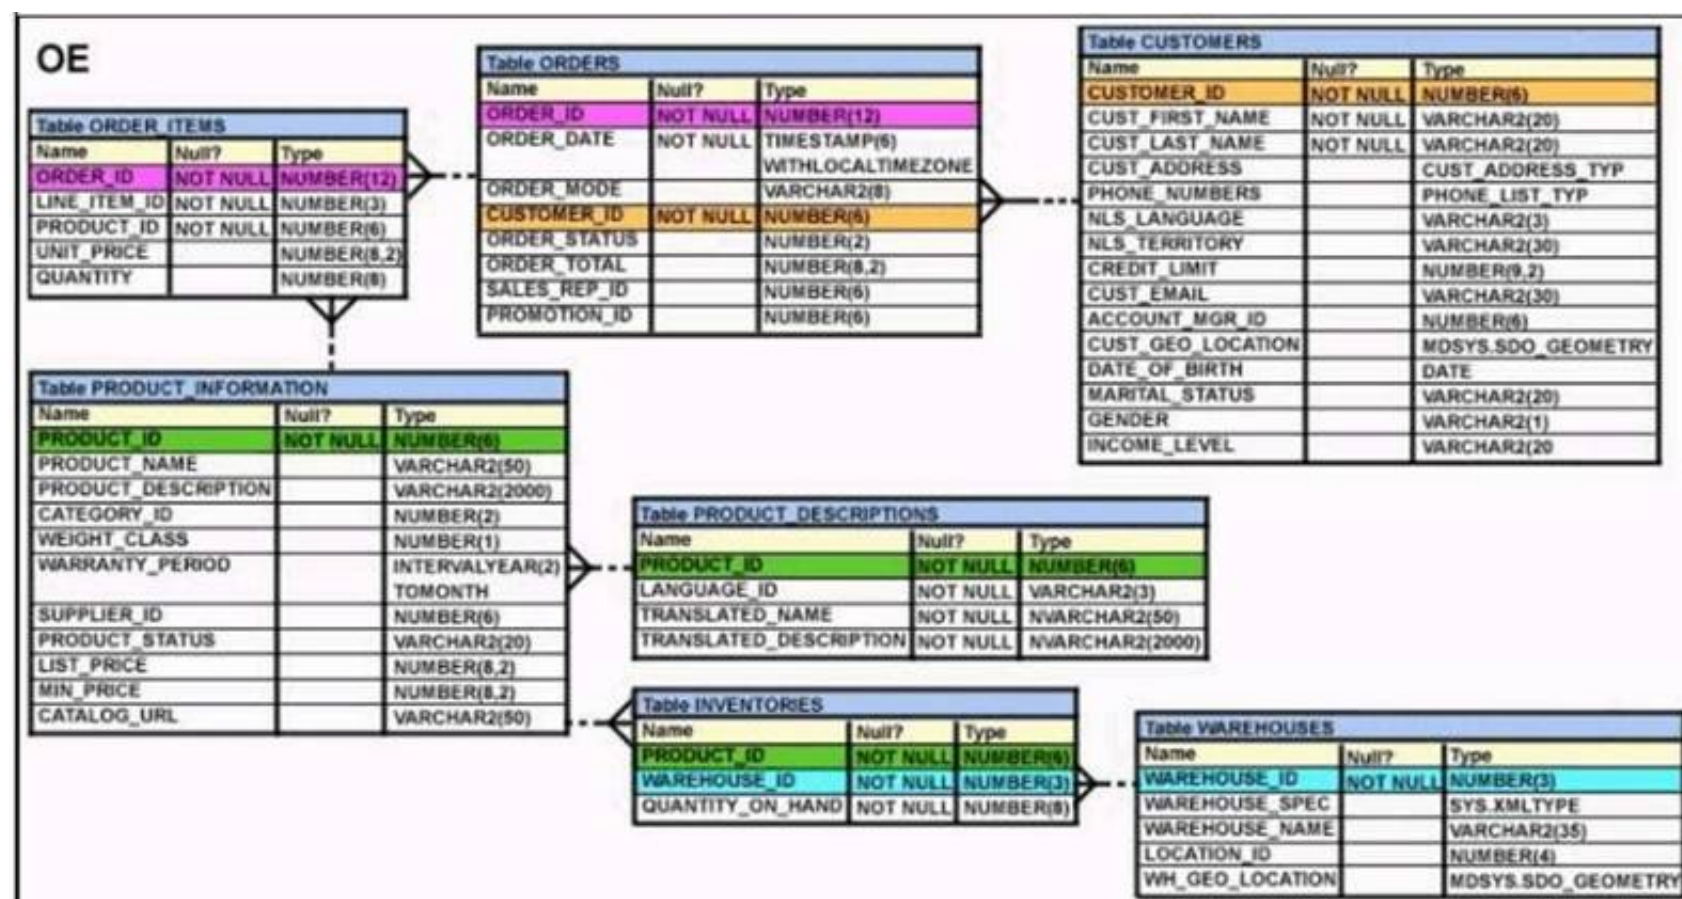 OE
Table ORDER_ITEMS
Name Null? Type
ORDER_ID NOT NULL NUMBER(12)
LINE_ITEM_ID NOT NULL NUMBER(3)
PRODUCT_ID NOT NULL NUMBER(6)
UNIT_PRICE NUMBER(8,2)
QUANTITY NUMBER(8)
Table ORDERS
Name Null? Type
ORDER_ID NOT NULL NUMBER(12)
ORDER_DATE NOT NULL TIMESTAMP(6)
WITHLOCALTIMEZONE
ORDER_MODE VARCHAR2(8)
CUSTOMER_ID NOT NULL NUMBER(6)
ORDER_STATUS NUMBER(2)
ORDER_TOTAL NUMBER(8,2)
SALES_REP_ID NUMBER(6)
PROMOTION_ID NUMBER(6)
Table CUSTOMERS
Name Null? Type
CUSTOMER_ID NOT NULL NUMBER(6)
CUST_FIRST_NAME NOT NULL VARCHAR2(20)
CUST_LAST_NAME NOT NULL VARCHAR2(20)
CUST_ADDRESS CUST_ADDRESS_TYP
PHONE_NUMBERS PHONE_LIST_TYP
NLS_LANGUAGE VARCHAR2(3)
NLS_TERRITORY VARCHAR2(30)
CREDIT_LIMIT NUMBER(9,2)
CUST_EMAIL VARCHAR2(30)
ACCOUNT_MGR_ID NUMBER(6)
CUST_GEO_LOCATION MDSYS.SDO_GEOMETRY
DATE_OF_BIRTH DATE
MARITAL_STATUS VARCHAR2(20)
GENDER VARCHAR2(1)
INCOME_LEVEL VARCHAR2(20
Table PRODUCT_INFORMATION
Name Null? Type
PRODUCT_ID NOT NULL NUMBER(6)
PRODUCT_NAME VARCHAR2(50)
PRODUCT_DESCRIPTION VARCHAR2(2000)
CATEGORY_ID NUMBER(2)
WEIGHT_CLASS NUMBER(1)
WARRANTY_PERIOD INTERVALYEAR(2)
TOMONTH
SUPPLIER_ID NUMBER(6)
PRODUCT_STATUS VARCHAR2(20)
LIST_PRICE NUMBER(8,2)
MIN_PRICE NUMBER(8,2)
CATALOG_URL VARCHAR2(50)
Table PRODUCT_DESCRIPTIONS
Name Null? Type
PRODUCT_ID NOT NULL NUMBER(6)
LANGUAGE_ID NOT NULL VARCHAR2(3)
TRANSLATED_NAME NOT NULL NVARCHAR2(50)
TRANSLATED_DESCRIPTION NOT NULL NVARCHAR2(2000)
Table INVENTORIES
Name Null? Type
PRODUCT_ID NOT NULL NUMBER(6)
WAREHOUSE_ID NOT NULL NUMBER(3)
QUANTITY_ON_HAND NOT NULL NUMBER(8)
Table WAREHOUSES
Name Null? Type
WAREHOUSE_ID NOT NULL NUMBER(3)
WAREHOUSE_SPEC SYS.XMLTYPE
WAREHOUSE_NAME VARCHAR2(35)
LOCATION_ID NUMBER(4)
WH_GEO_LOCATION MDSYS.SDO_GEOMETRY